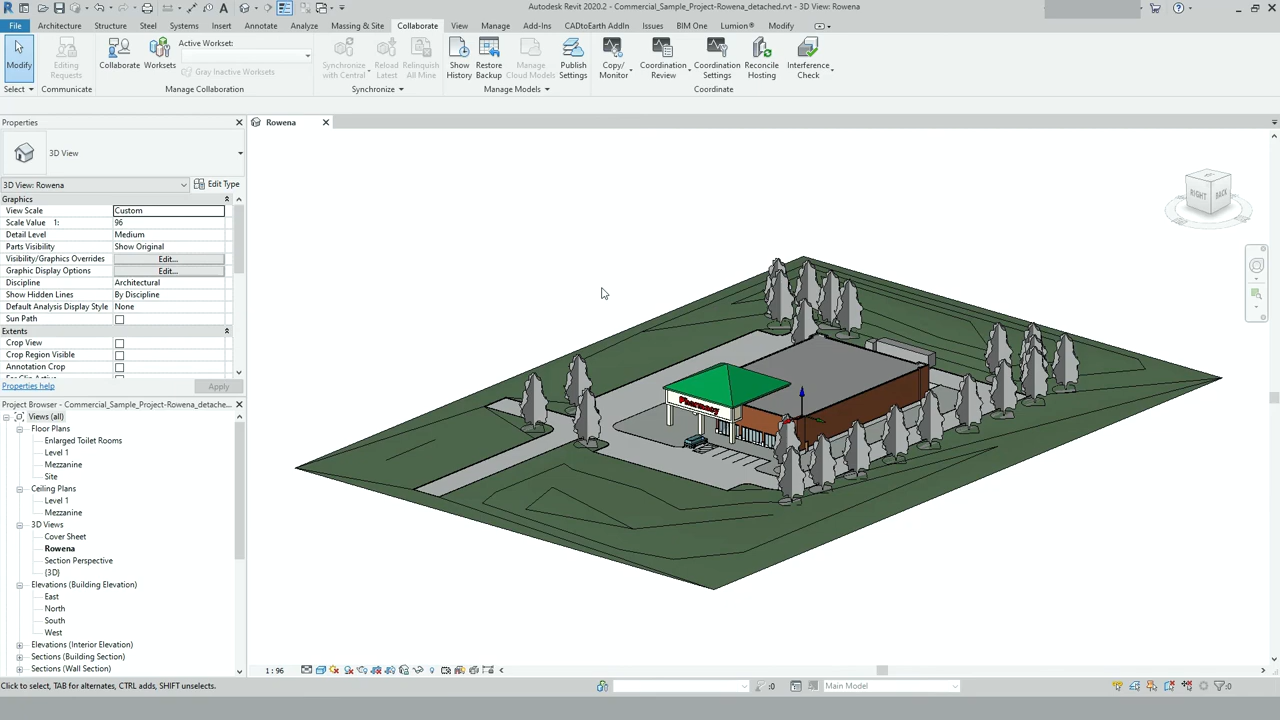 Autodesk Revit 2020.2 - Commercial_Sample_Project-Rowena_detached.rvt - 3D View: Rowena
File Architecture Structure Steel Systems Insert Annotate Analyze Massing & Site Collaborate View Manage Add-Ins CADtoEarth AddIn Issues BIM One Lumion® Modify
Editing Requests
Collaborate
Worksets
Active Workset:
Gray Inactive Worksets
Synchronize with Central
Reload Latest
Relinquish All Mine
Show History
Restore Backup
Manage Cloud Models
Publish Settings
Copy/ Monitor
Coordination Review
Coordination Settings
Reconcile Hosting
Interference Check
Modify
Select Communicate Manage Collaboration Synchronize Manage Models Coordinate
Properties
Rowena
3D View
3D View: Rowena Edit Type
Graphics
View Scale Custom
Scale Value 1: 96
Detail Level Medium
Parts Visibility Show Original
Visibility/Graphics Overrides Edit...
Graphic Display Options Edit...
Discipline Architectural
Show Hidden Lines By Discipline
Default Analysis Display Style None
Sun Path
Extents
Crop View
Crop Region Visible
Annotation Crop
Properties help Apply
Project Browser - Commercial_Sample_Project-Rowena_detache...
Views (all)
Floor Plans
Enlarged Toilet Rooms
Level 1
Mezzanine
Site
Ceiling Plans
Level 1
Mezzanine
3D Views
Cover Sheet
Rowena
Section Perspective
{3D}
Elevations (Building Elevation)
East
North
South
West
Elevations (Interior Elevation)
Sections (Building Section)
Sections (Wall Section)
RIGHT BACK
Pharmacy
1 : 96
Click to select, TAB for alternates, CTRL adds, SHIFT unselects.
:0
Main Model
:0